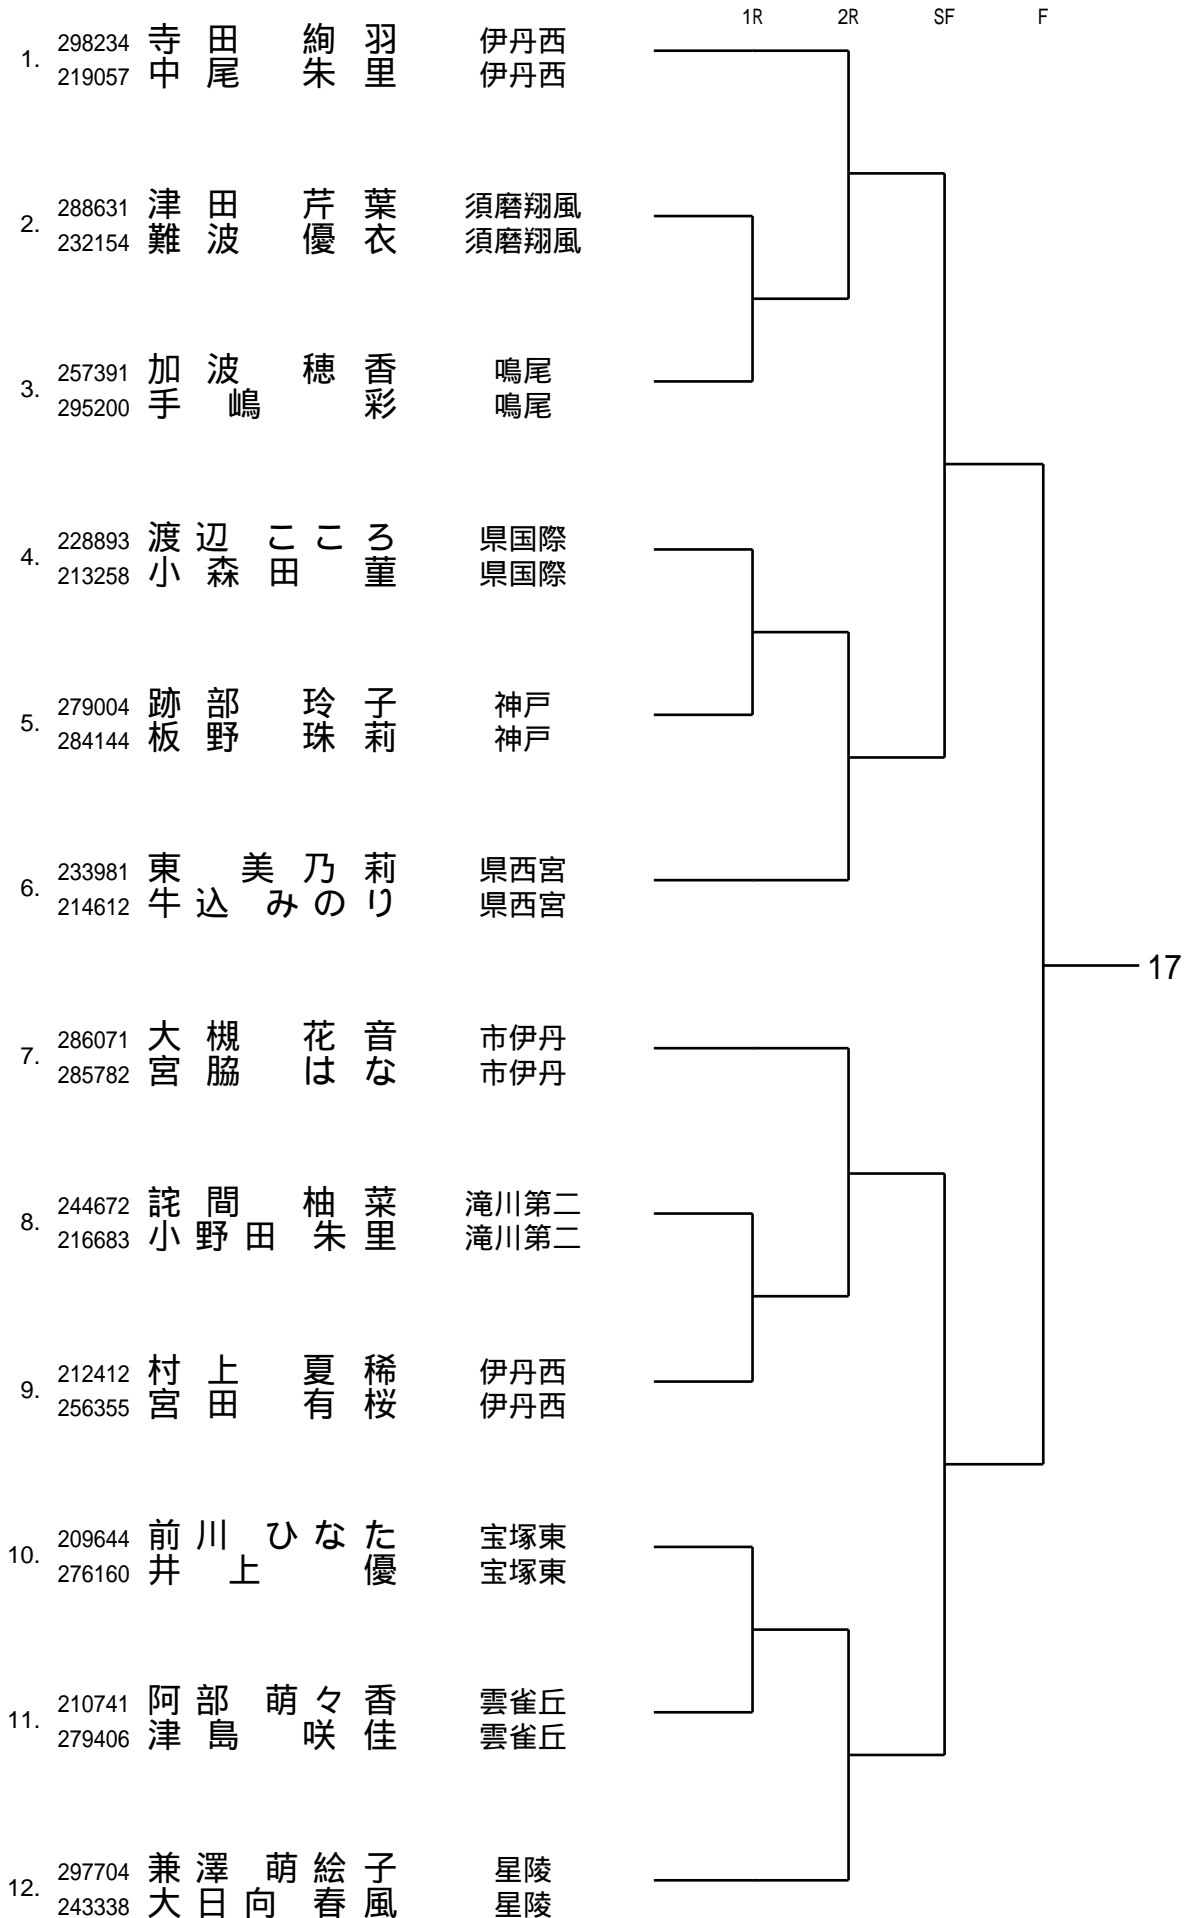 1R 2R SF F
1. 298234 寺田 絢羽 伊丹西
219057 中尾 朱里 伊丹西
2. 288631 津田 芹葉 須磨翔風
232154 難波 優衣 須磨翔風
3. 257391 加波 穂香 鳴尾
295200 手嶋 彩 鳴尾
4. 228893 渡辺 こころ 県国際
213258 小森田 菫 県国際
5. 279004 跡部 玲子 神戸
284144 板野 珠莉 神戸
6. 233981 東 美乃莉 県西宮
214612 牛込 みのり 県西宮
17
7. 286071 大槻 花音 市伊丹
285782 宮脇 はな 市伊丹
8. 244672 詫間 柚菜 滝川第二
216683 小野田 朱里 滝川第二
9. 212412 村上 夏稀 伊丹西
256355 宮田 有桜 伊丹西
10. 209644 前川 ひなた 宝塚東
276160 井上 優 宝塚東
11. 210741 阿部 萌々香 雲雀丘
279406 津島 咲佳 雲雀丘
12. 297704 兼澤 萌絵子 星陵
243338 大日向 春風 星陵